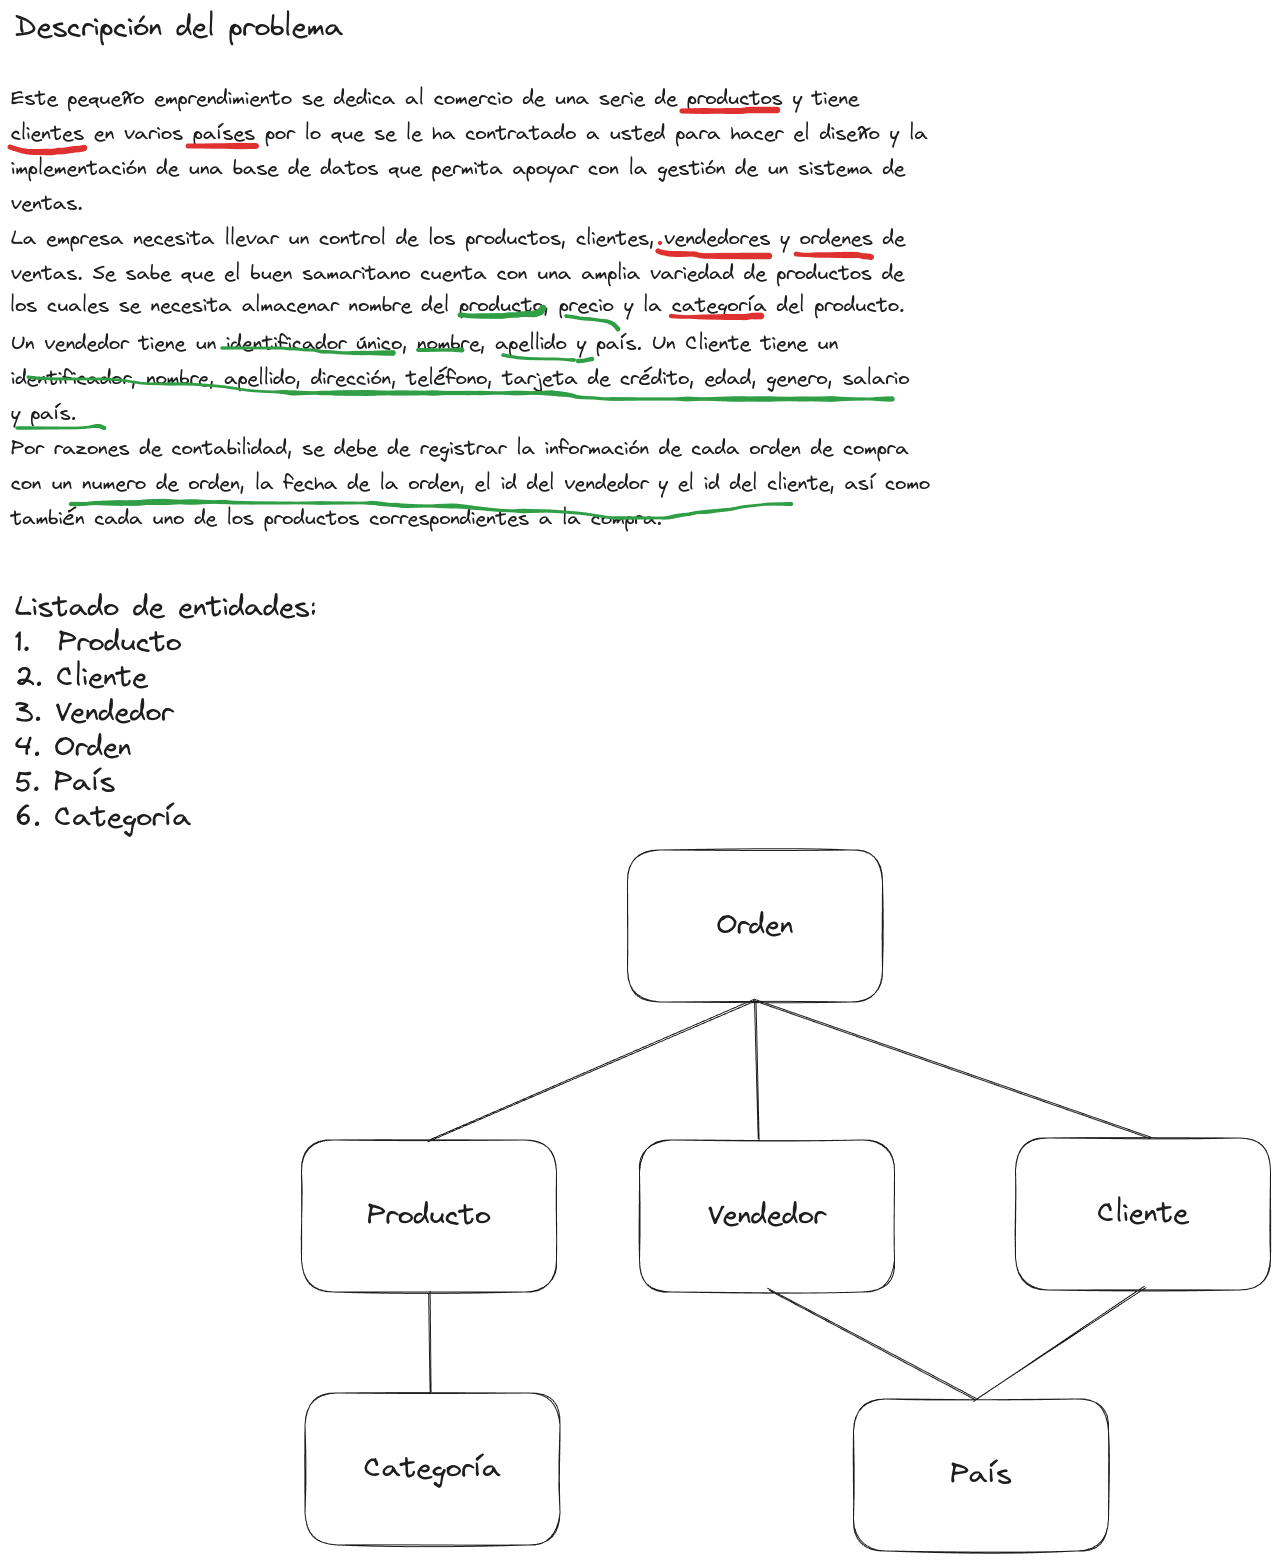 Descripción del problema
Este pequeño emprendimiento se dedica al comercio de una serie de productos y tiene
clientes en varios países por lo que se le ha contratado a usted para hacer el diseño y la
implementación de una base de datos que permita apoyar con la gestión de un sistema de
ventas.
La empresa necesita llevar un control de los productos, clientes, vendedores y ordenes de
ventas. Se sabe que el buen samaritano cuenta con una amplia variedad de productos de
los cuales se necesita almacenar nombre del producto, precio y la categoría del producto.
Un vendedor tiene un identificador único, nombre, apellido y país. Un Cliente tiene un
identificador, nombre, apellido, dirección, teléfono, tarjeta de crédito, edad, genero, salario
y país.
Por razones de contabilidad, se debe de registrar la información de cada orden de compra
con un numero de orden, la fecha de la orden, el id del vendedor y el id del cliente, así como
también cada uno de los productos correspondientes a la compra.
Listado de entidades:
1. Producto
2. Cliente
3. Vendedor
4. Orden
5. País
6. Categoría
Orden
Producto
Vendedor
Cliente
Categoría
País